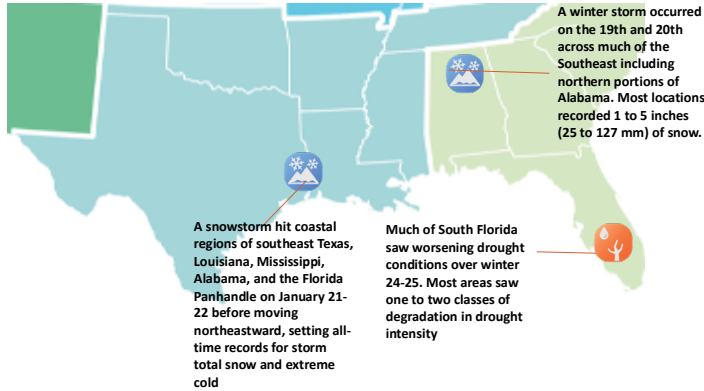 A winter storm occurred
on the 19th and 20th
across much of the
Southeast including
northern portions of
Alabama. Most locations
recorded 1 to 5 inches
(25 to 127 mm) of snow.
A snowstorm hit coastal
regions of southeast Texas,
Louisiana, Mississippi,
Alabama, and the Florida
Panhandle on January 21-
22 before moving
northeastward, setting all-
time records for storm
total snow and extreme
cold
Much of South Florida
saw worsening drought
conditions over winter
24-25. Most areas saw
one to two classes of
degradation in drought
intensity